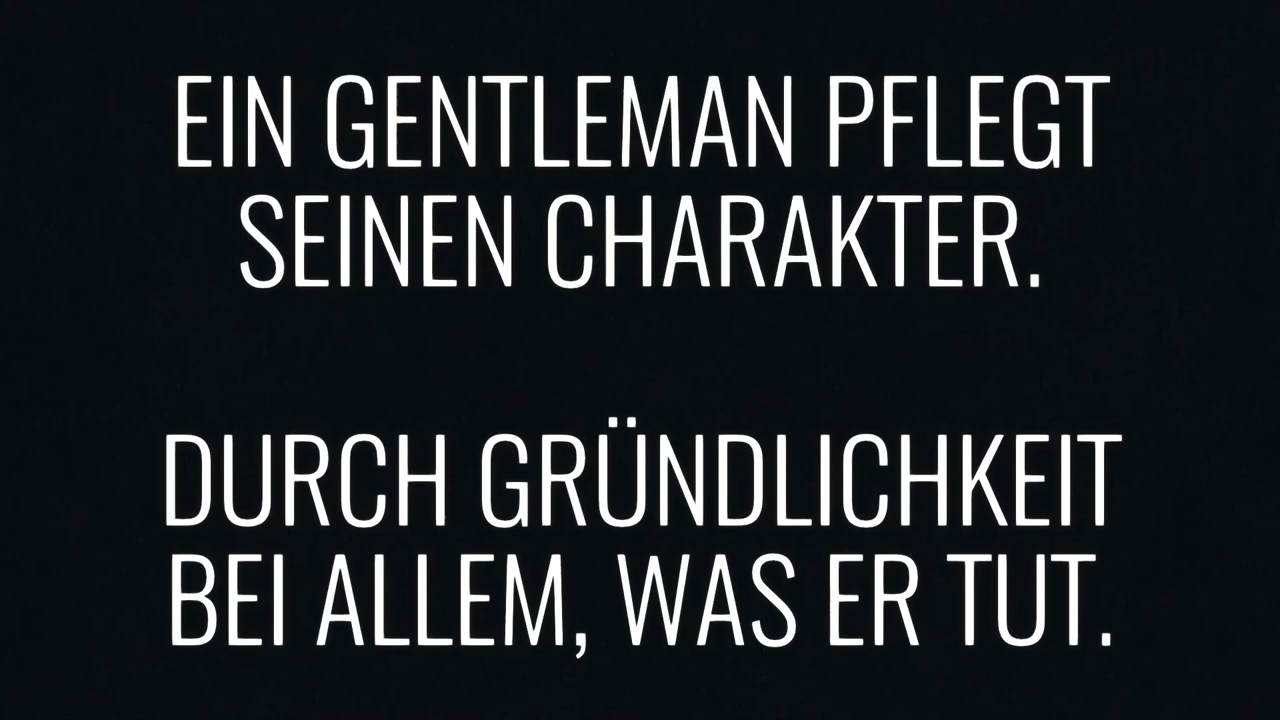 EIN GENTLEMAN PFLEGT
SEINEN CHARAKTER.
DURCH GRÜNDLICHKEIT
BEI ALLEM, WAS ER TUT.